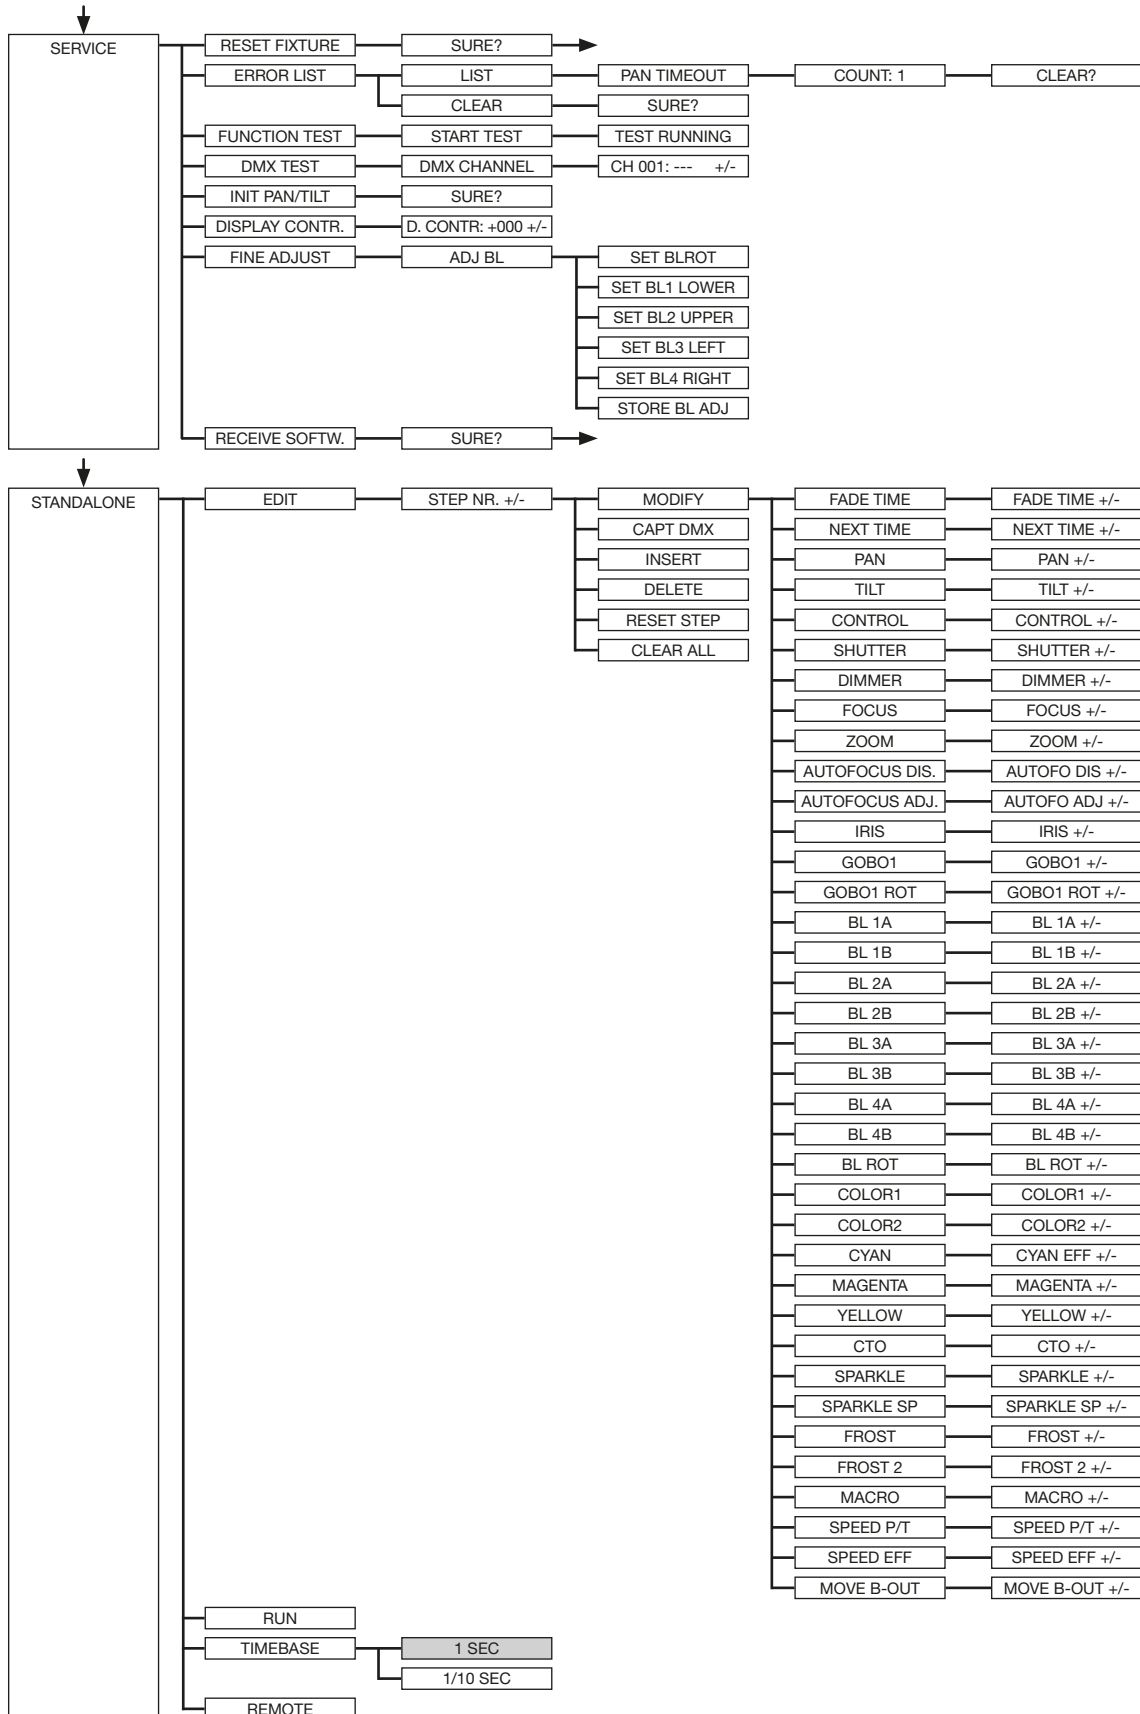 SERVICE RESET FIXTURE SURE?
ERROR LIST LIST PAN TIMEOUT COUNT: 1 CLEAR?
CLEAR SURE?
FUNCTION TEST START TEST TEST RUNNING
DMX TEST DMX CHANNEL CH 001: --- +/-
INIT PAN/TILT SURE?
DISPLAY CONTR. D. CONTR: +000 +/-
FINE ADJUST ADJ BL SET BLROT
SET BL1 LOWER
SET BL2 UPPER
SET BL3 LEFT
SET BL4 RIGHT
STORE BL ADJ
RECEIVE SOFTW. SURE?
STANDALONE EDIT STEP NR. +/- MODIFY FADE TIME FADE TIME +/-
CAPT DMX NEXT TIME NEXT TIME +/-
INSERT PAN PAN +/-
DELETE TILT TILT +/-
RESET STEP CONTROL CONTROL +/-
CLEAR ALL SHUTTER SHUTTER +/-
DIMMER DIMMER +/-
FOCUS FOCUS +/-
ZOOM ZOOM +/-
AUTOFOCUS DIS. AUTOFO DIS +/-
AUTOFOCUS ADJ. AUTOFO ADJ +/-
IRIS IRIS +/-
GOBO1 GOBO1 +/-
GOBO1 ROT GOBO1 ROT +/-
BL 1A BL 1A +/-
BL 1B BL 1B +/-
BL 2A BL 2A +/-
BL 2B BL 2B +/-
BL 3A BL 3A +/-
BL 3B BL 3B +/-
BL 4A BL 4A +/-
BL 4B BL 4B +/-
BL ROT BL ROT +/-
COLOR1 COLOR1 +/-
COLOR2 COLOR2 +/-
CYAN CYAN EFF +/-
MAGENTA MAGENTA +/-
YELLOW YELLOW +/-
CTO CTO +/-
SPARKLE SPARKLE +/-
SPARKLE SP SPARKLE SP +/-
FROST FROST +/-
FROST 2 FROST 2 +/-
MACRO MACRO +/-
SPEED P/T SPEED P/T +/-
SPEED EFF SPEED EFF +/-
MOVE B-OUT MOVE B-OUT +/-
RUN
TIMEBASE 1 SEC
1/10 SEC
REMOTE